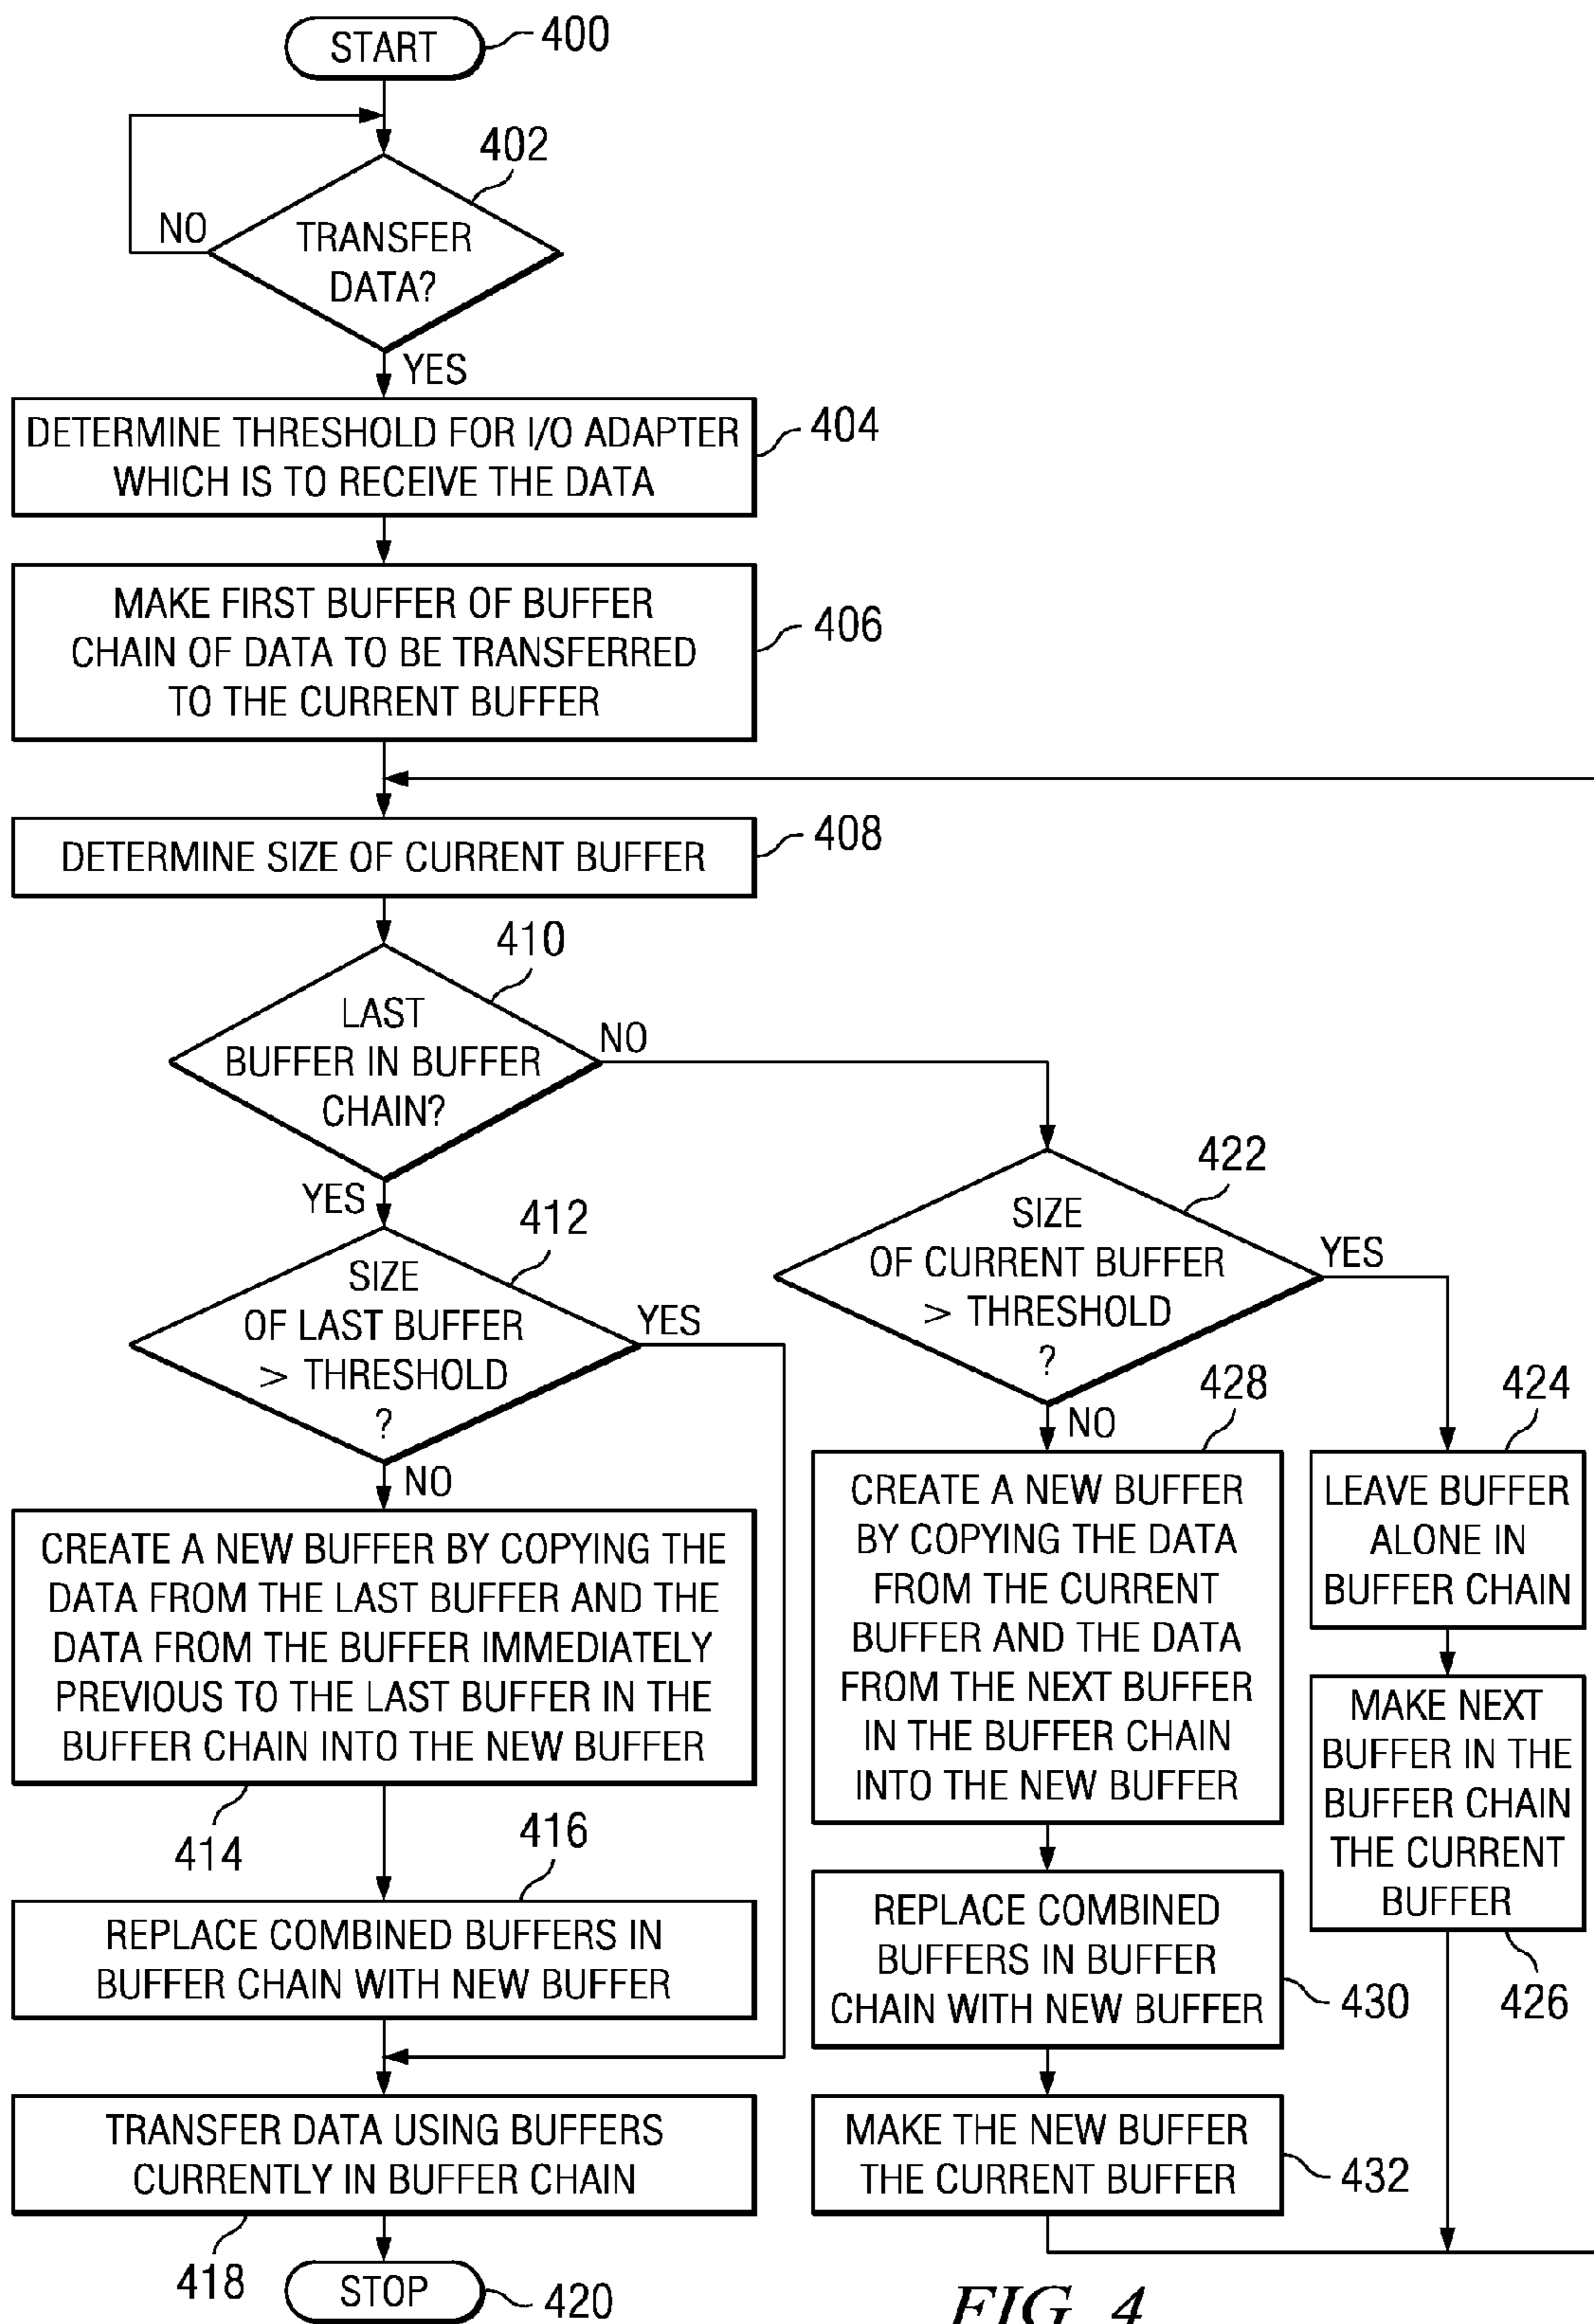 START
400
402
NO
TRANSFER
DATA?
YES
DETERMINE THRESHOLD FOR I/O ADAPTER
WHICH IS TO RECEIVE THE DATA
404
MAKE FIRST BUFFER OF BUFFER
CHAIN OF DATA TO BE TRANSFERRED
TO THE CURRENT BUFFER
406
DETERMINE SIZE OF CURRENT BUFFER
408
410
LAST
BUFFER IN BUFFER
CHAIN?
NO
YES
412
SIZE
OF LAST BUFFER
> THRESHOLD
?
YES
NO
CREATE A NEW BUFFER BY COPYING THE
DATA FROM THE LAST BUFFER AND THE
DATA FROM THE BUFFER IMMEDIATELY
PREVIOUS TO THE LAST BUFFER IN THE
BUFFER CHAIN INTO THE NEW BUFFER
414
416
REPLACE COMBINED BUFFERS IN
BUFFER CHAIN WITH NEW BUFFER
TRANSFER DATA USING BUFFERS
CURRENTLY IN BUFFER CHAIN
418
STOP
420
422
SIZE
OF CURRENT BUFFER
> THRESHOLD
?
YES
NO
428
CREATE A NEW BUFFER
BY COPYING THE DATA
FROM THE CURRENT
BUFFER AND THE DATA
FROM THE NEXT BUFFER
IN THE BUFFER CHAIN
INTO THE NEW BUFFER
REPLACE COMBINED
BUFFERS IN BUFFER
CHAIN WITH NEW BUFFER
430
MAKE THE NEW BUFFER
THE CURRENT BUFFER
432
424
LEAVE BUFFER
ALONE IN
BUFFER CHAIN
MAKE NEXT
BUFFER IN THE
BUFFER CHAIN
THE CURRENT
BUFFER
426
FIG. 4